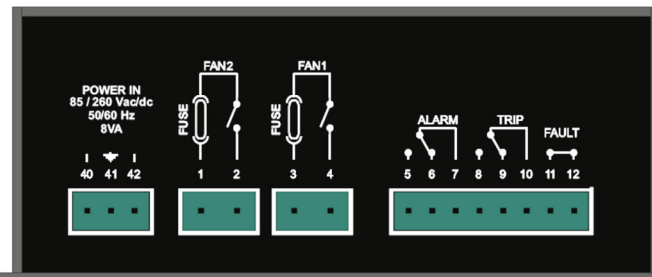 FAN2
FAN1
POWER IN
85 / 260 Vac/dc
50/60 Hz
8VA
FUSE
FUSE
ALARM
TRIP
FAULT
40 41 42
1 2
3 4
5 6 7 8 9 10 11 12